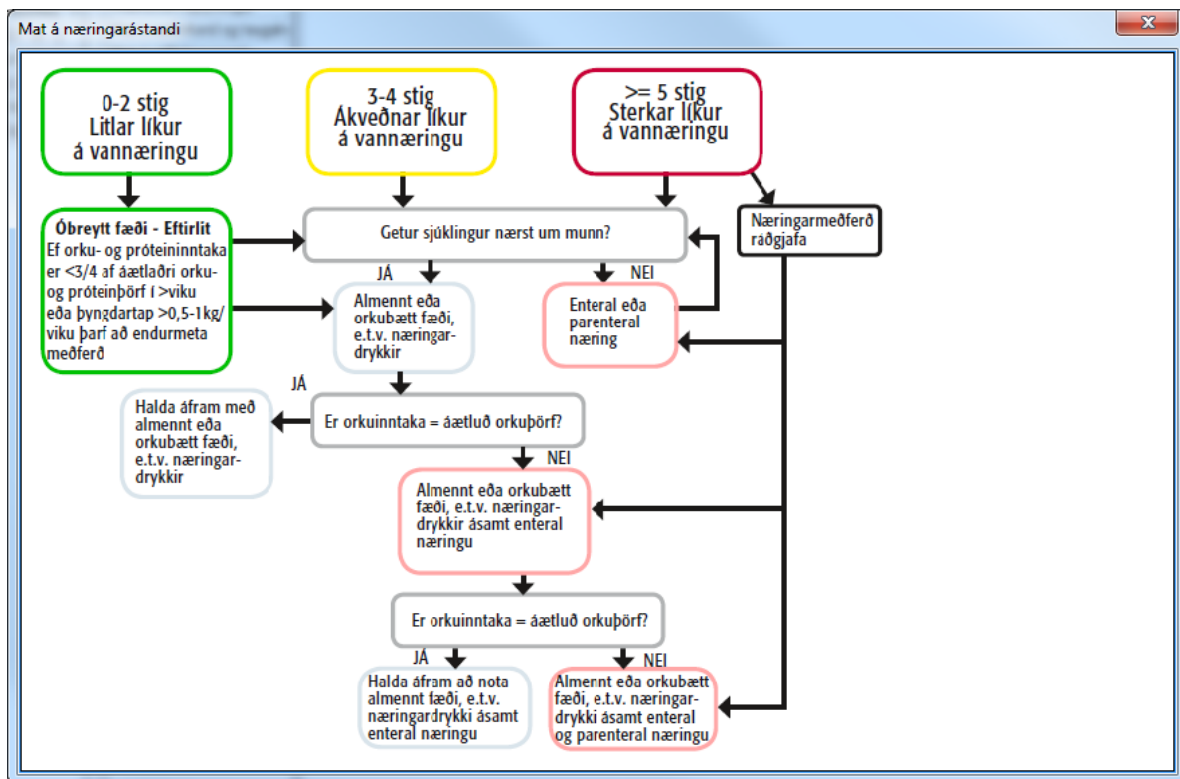 Mat á næringarástandi
0-2 stig
Litlar líkur
á vannæringu
3-4 stig
Ákveðnar líkur
á vannæringu
>= 5 stig
Sterkar líkur
á vannæringu
Óbreytt fæði - Eftirlit
Ef orku- og próteininntaka
er <3/4 af áætlaðri orku-
og próteinþörf í >viku
eða þyngdartap >0,5-1kg/
viku þarf að endurmeta
meðferð
Getur sjúklingur nærst um munn?
Næringarmeðferð
ráðgjafa
JÁ
NEI
Almennt eða
orkubætt fæði,
e.t.v. næringar-
drykkir
Enteral eða
parenteral
næring
JÁ
Halda áfram með
almennt eða
orkubætt fæði,
e.t.v. næringar-
drykkir
Er orkuinntaka = áætluð orkuþörf?
NEI
Almennt eða orkubætt
fæði, e.t.v. næringar-
drykkir ásamt enteral
næringu
Er orkuinntaka = áætluð orkuþörf?
JÁ
NEI
Halda áfram að nota
almennt fæði, e.t.v.
næringardrykki ásamt
enteral næringu
Almennt eða orkubætt
fæði, e.t.v. næringar-
drykki ásamt enteral
og parenteral næringu